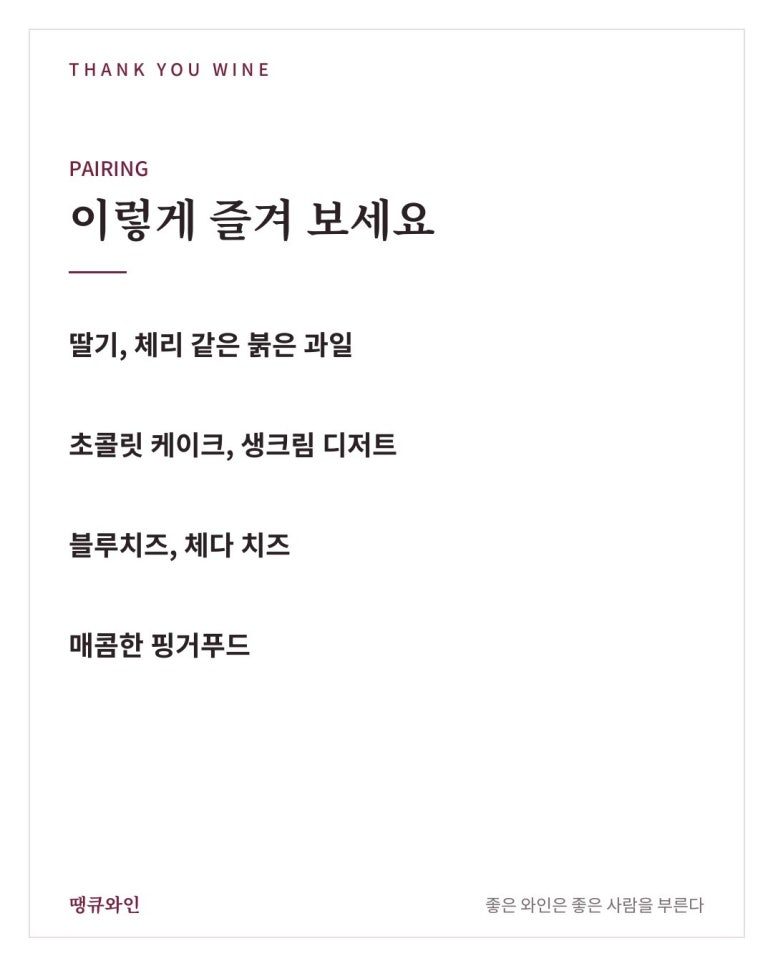 THANK YOU WINE
PAIRING
이렇게 즐겨 보세요
딸기, 체리 같은 붉은 과일
초콜릿 케이크, 생크림 디저트
블루치즈, 체다 치즈
매콤한 핑거푸드
땡큐와인
좋은 와인은 좋은 사람을 부른다